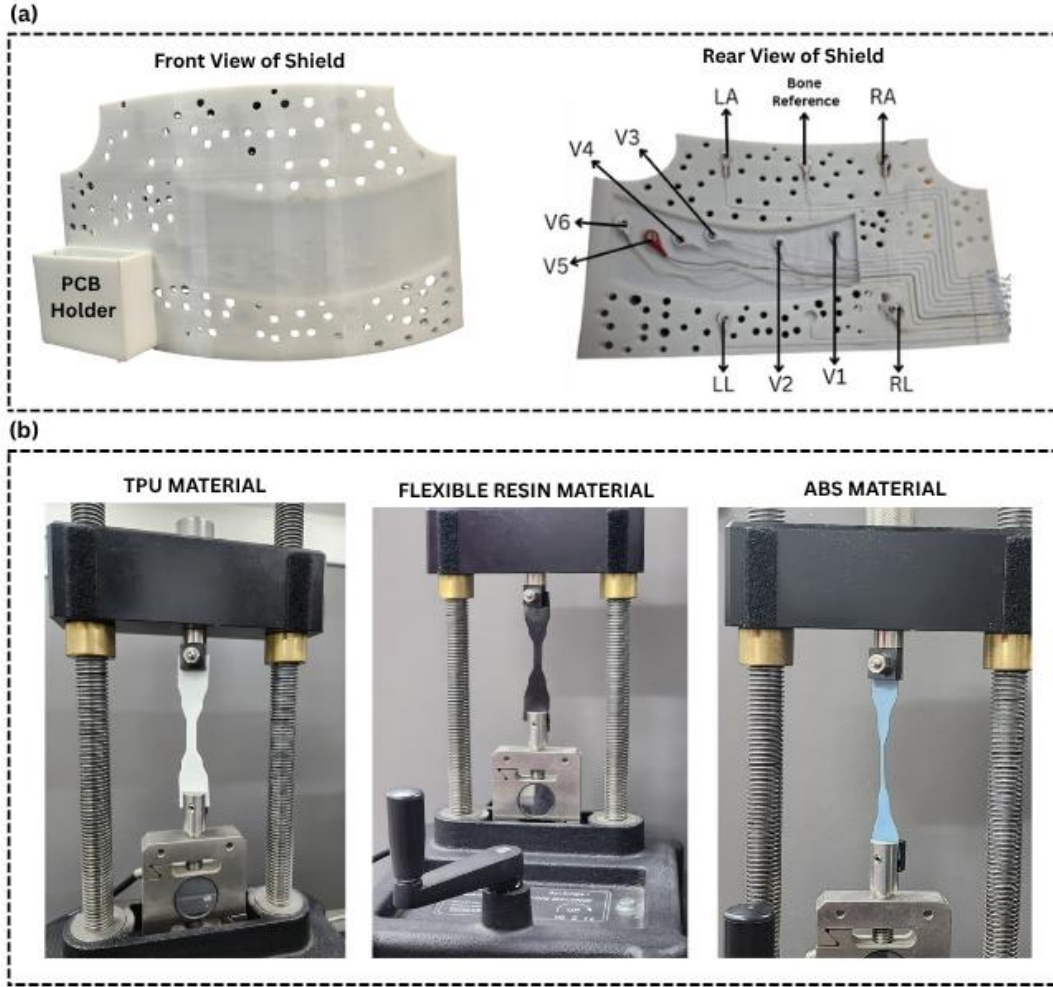 (a)
Front View of Shield
Rear View of Shield
LA
Bone
Reference
RA
V3
V4
V6
V5
PCB
Holder
LL
V2
V1
RL
(b)
TPU MATERIAL
FLEXIBLE RESIN MATERIAL
ABS MATERIAL